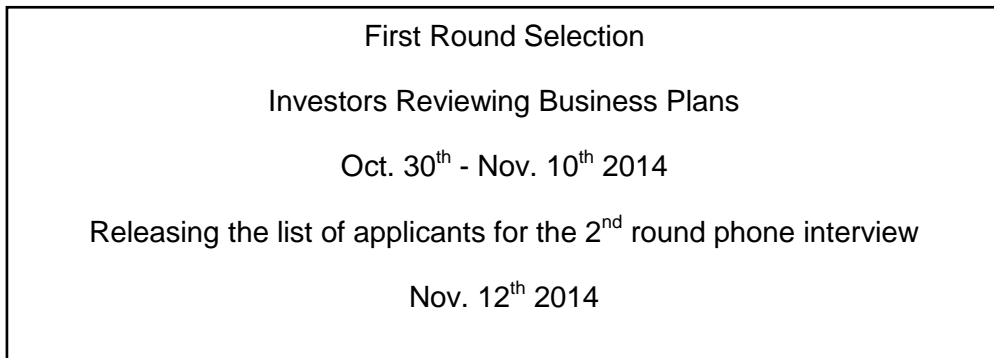 First Round Selection
Investors Reviewing Business Plans
Oct. 30th - Nov. 10th 2014
Releasing the list of applicants for the 2nd round phone interview
Nov. 12th 2014